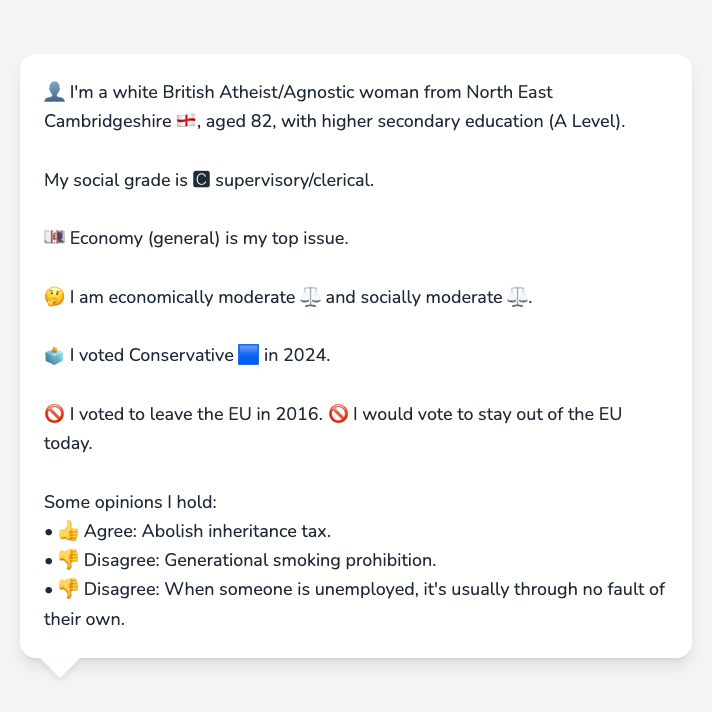 👤 I'm a white British Atheist/Agnostic woman from North East
Cambridgeshire 🏴󠁧󠁢󠁥󠁮󠁧󠁿, aged 82, with higher secondary education (A Level).
My social grade is 🅲 supervisory/clerical.
💷 Economy (general) is my top issue.
🤔 I am economically moderate ⚖️ and socially moderate ⚖️.
🗳️ I voted Conservative 🟦 in 2024.
🚫 I voted to leave the EU in 2016. 🚫 I would vote to stay out of the EU
today.
Some opinions I hold:
• 👍 Agree: Abolish inheritance tax.
• 👎 Disagree: Generational smoking prohibition.
• 👎 Disagree: When someone is unemployed, it's usually through no fault of
their own.